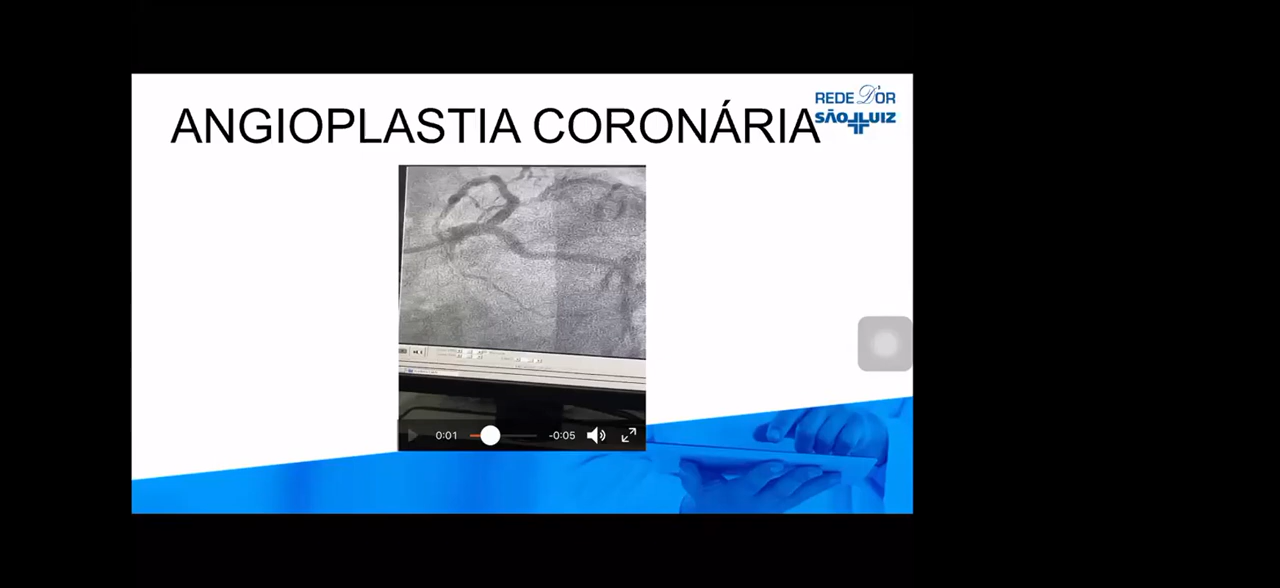 ANGIOPLASTIA CORONÁRIA
REDE D'OR
SÃO LUIZ
0:01
-0:05